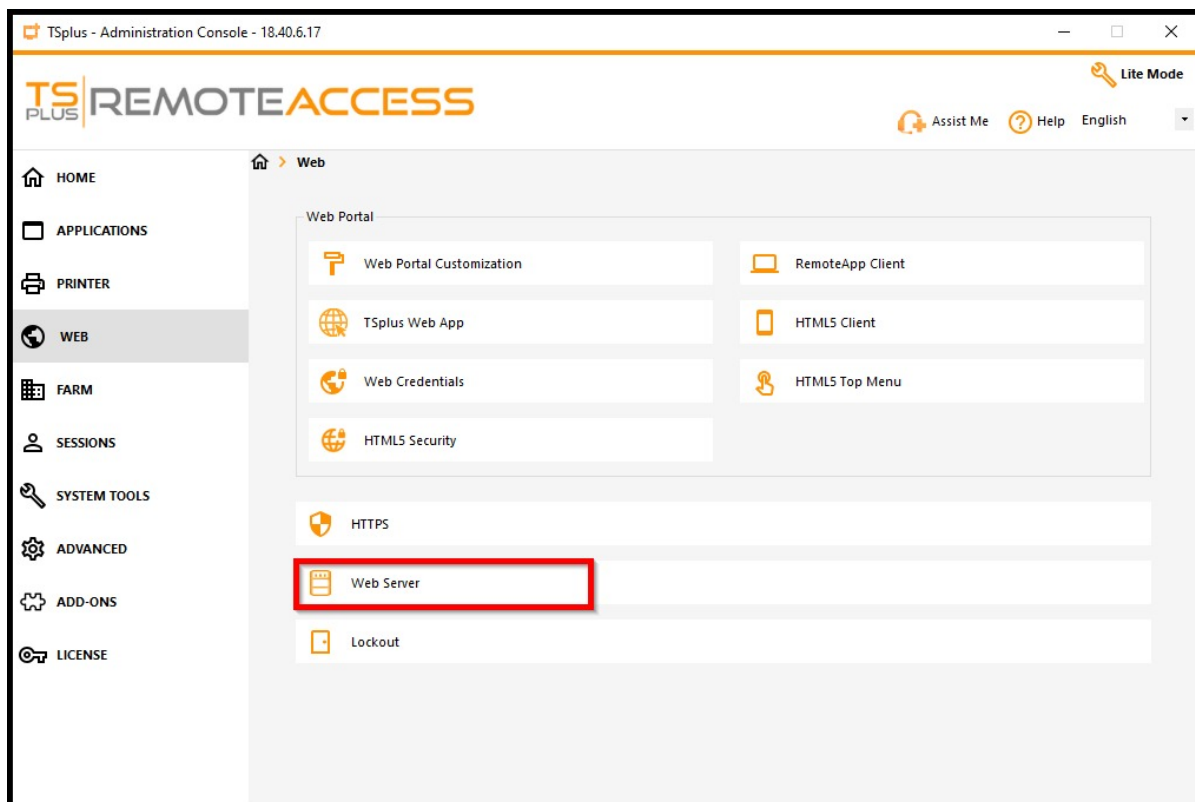 TSplus - Administration Console - 18.40.6.17
Lite Mode
TS PLUS REMOTEACCESS
Assist Me
Help
English
HOME
APPLICATIONS
PRINTER
WEB
FARM
SESSIONS
SYSTEM TOOLS
ADVANCED
ADD-ONS
LICENSE
Web
Web Portal
Web Portal Customization
RemoteApp Client
TSplus Web App
HTML5 Client
Web Credentials
HTML5 Top Menu
HTML5 Security
HTTPS
Web Server
Lockout